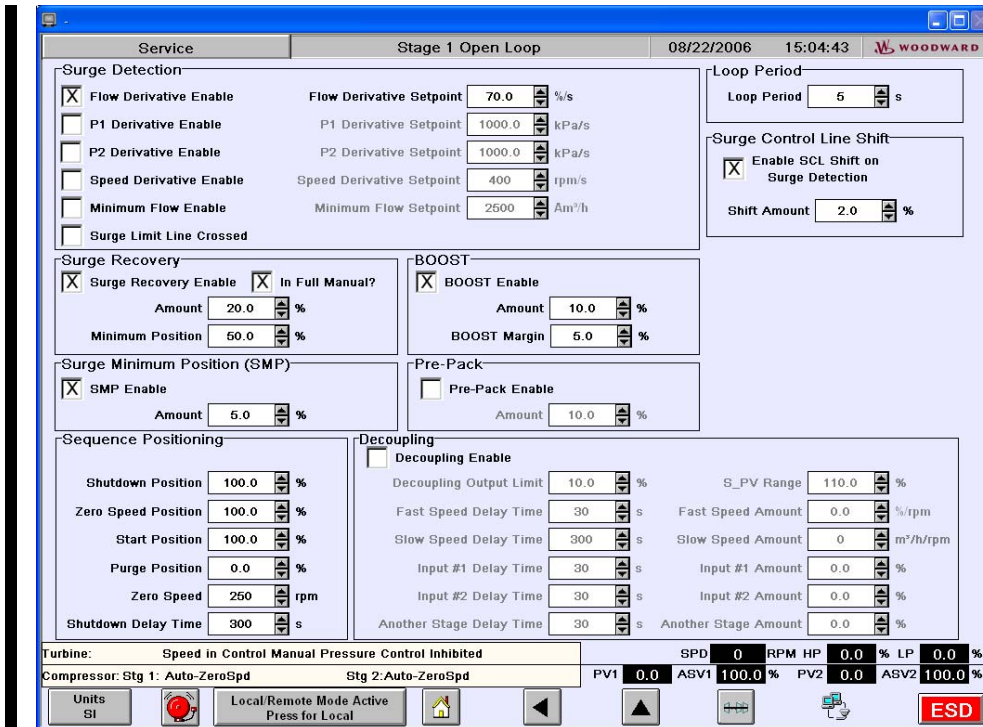 Service
Stage 1 Open Loop
08/22/2006 15:04:43
WOODWARD
Surge Detection
X Flow Derivative Enable Flow Derivative Setpoint 70.0 %/s
P1 Derivative Enable P1 Derivative Setpoint 1000.0 kPa/s
P2 Derivative Enable P2 Derivative Setpoint 1000.0 kPa/s
Speed Derivative Enable Speed Derivative Setpoint 400 rpm/s
Minimum Flow Enable Minimum Flow Setpoint 2500 Am³/h
Surge Limit Line Crossed
Loop Period
Loop Period 5 s
Surge Control Line Shift
X Enable SCL Shift on
Surge Detection
Shift Amount 2.0 %
Surge Recovery
X Surge Recovery Enable X In Full Manual?
Amount 20.0 %
Minimum Position 50.0 %
BOOST
X BOOST Enable
Amount 10.0 %
BOOST Margin 5.0 %
Surge Minimum Position (SMP)
X SMP Enable
Amount 5.0 %
Pre-Pack
Pre-Pack Enable
Amount 10.0 %
Sequence Positioning
Shutdown Position 100.0 %
Zero Speed Position 100.0 %
Start Position 100.0 %
Purge Position 0.0 %
Zero Speed 250 rpm
Shutdown Delay Time 300 s
Decoupling
Decoupling Enable
Decoupling Output Limit 10.0 % S_PV Range 110.0 %
Fast Speed Delay Time 30 s Fast Speed Amount 0.0 %/rpm
Slow Speed Delay Time 300 s Slow Speed Amount 0 m³/h/rpm
Input #1 Delay Time 30 s Input #1 Amount 0.0 %
Input #2 Delay Time 30 s Input #2 Amount 0.0 %
Another Stage Delay Time 30 s Another Stage Amount 0.0 %
Turbine: Speed in Control Manual Pressure Control Inhibited SPD 0 RPM HP 0.0 % LP 0.0 %
Compressor: Stg 1: Auto-ZeroSpd Stg 2:Auto-ZeroSpd PV1 0.0 ASV1 100.0 % PV2 0.0 ASV2 100.0 %
Units
SI
Local/Remote Mode Active
Press for Local
ESD